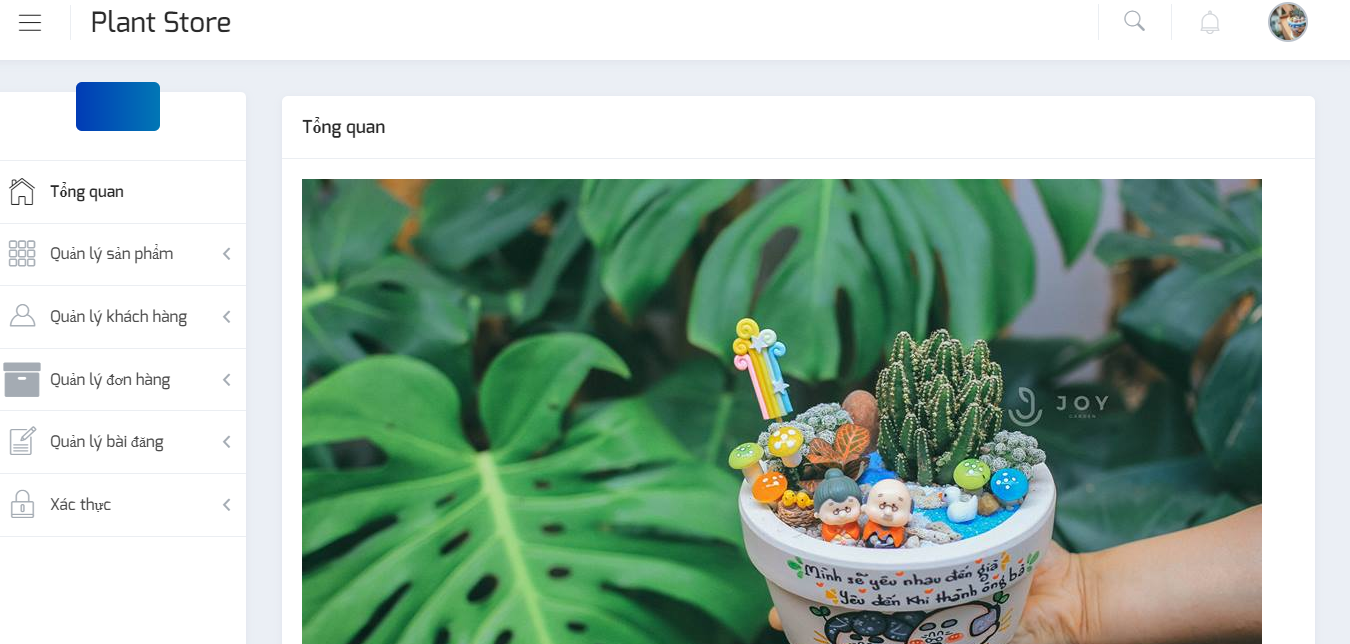 Plant Store
Tổng quan
Tổng quan
Quản lý sản phẩm
Quản lý khách hàng
Quản lý đơn hàng
Quản lý bài đăng
Xác thực
JOY
GARDEN
Mình sẽ yêu nhau đến già
Yêu đến khi thành ông bà